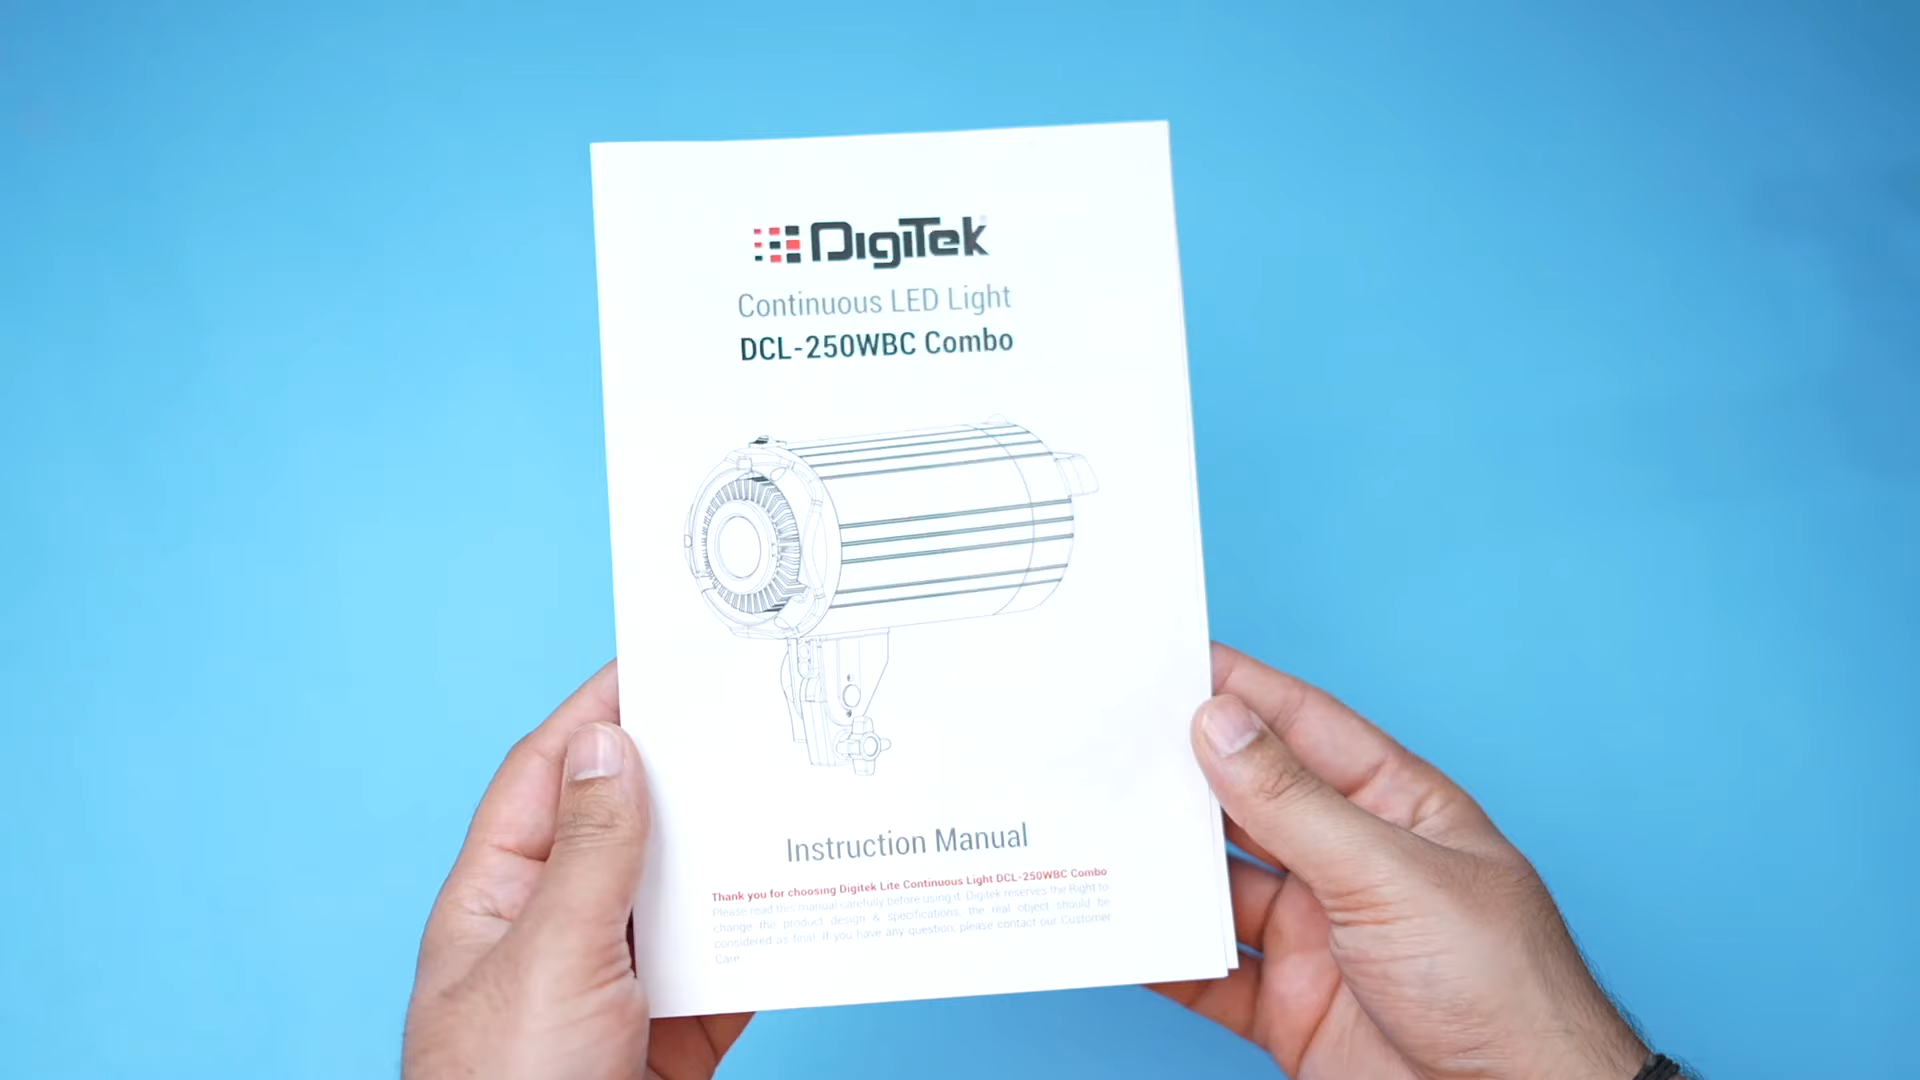 DigiTek
Continuous LED Light
DCL-250WBC Combo
Instruction Manual
Thank you for choosing Digitek Lite Continuous Light DCL-250WBC Combo
Please read this manual carefully before using it. Digitek reserves the Right to
change the product design & specifications, the real object should be
considered as final. If you have any question, please contact our Customer
Care.